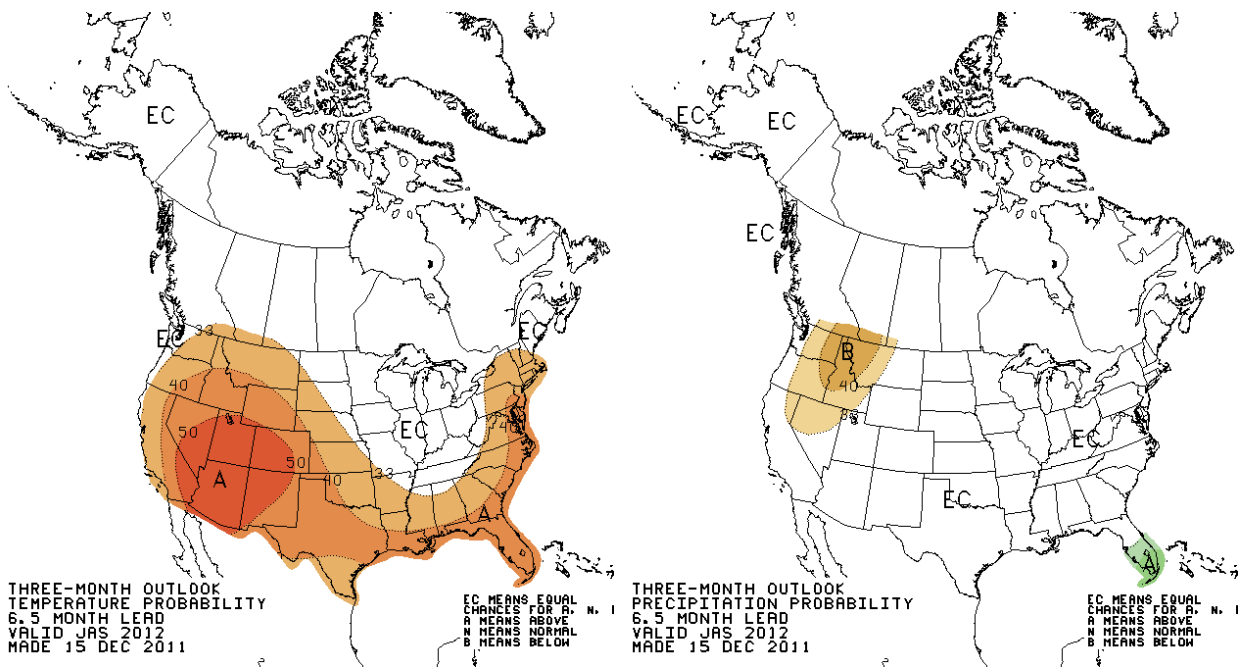 EC
EC
33
EC
40
40
50
EC
50
40
33
A
A
THREE-MONTH OUTLOOK
TEMPERATURE PROBABILITY
6.5 MONTH LEAD
VALID JAS 2012
MADE 15 DEC 2011
EC MEANS EQUAL
CHANCES FOR A, N,
A MEANS ABOVE
N MEANS NORMAL
B MEANS BELOW
EC
EC
EC
B
40
33
EC
EC
A
THREE-MONTH OUTLOOK
PRECIPITATION PROBABILITY
6.5 MONTH LEAD
VALID JAS 2012
MADE 15 DEC 2011
EC MEANS EQUAL
CHANCES FOR A, N,
A MEANS ABOVE
N MEANS NORMAL
B MEANS BELOW